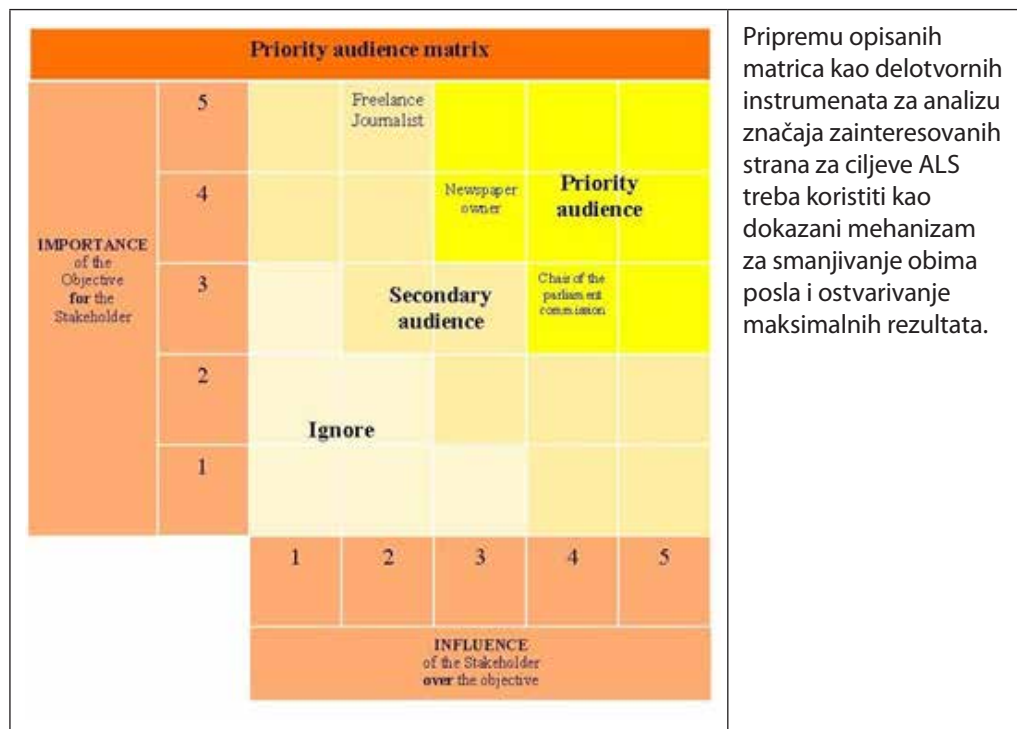 Priority audience matrix
IMPORTANCE
of the
Objective
for the
Stakeholder
5
Freelance
Journalist
4
Newspaper
owner
Priority
audience
3
Secondary
audience
Chair of the
parliament
commission
2
Ignore
1
1
2
3
4
5
INFLUENCE
of the Stakeholder
over the objective
Pripremu opisanih
matrica kao delotvornih
instrumenata za analizu
značaja zainteresovanih
strana za ciljeve ALS
treba koristiti kao
dokazani mehanizam
za smanjivanje obima
posla i ostvarivanje
maksimalnih rezultata.